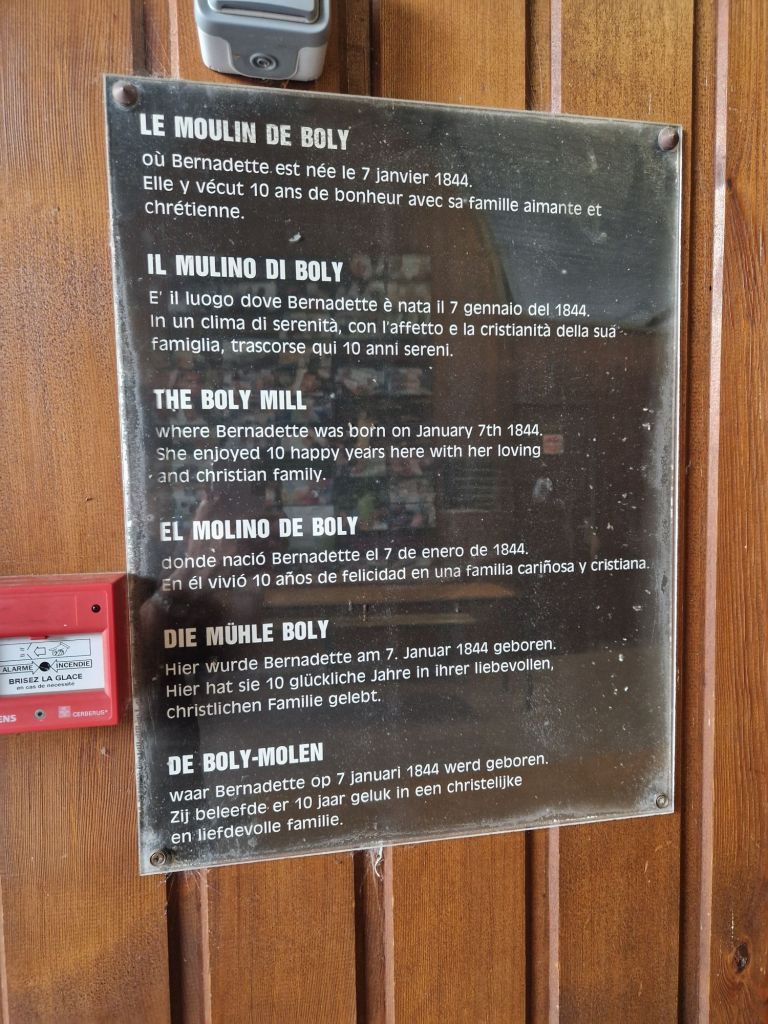 LE MOULIN DE BOLY
où Bernadette est née le 7 janvier 1844.
Elle y vécut 10 ans de bonheur avec sa famille aimante et
chrétienne.
IL MULINO DI BOLY
E' il luogo dove Bernadette è nata il 7 gennaio del 1844.
In un clima di serenità, con l'affetto e la cristianità della sua
famiglia, trascorse qui 10 anni sereni.
THE BOLY MILL
where Bernadette was born on January 7th 1844.
She enjoyed 10 happy years here with her loving
and christian family.
EL MOLINO DE BOLY
donde nació Bernadette el 7 de enero de 1844.
En él vivió 10 años de felicidad en una familia cariñosa y cristiana.
DIE MÜHLE BOLY
Hier wurde Bernadette am 7. Januar 1844 geboren.
Hier hat sie 10 glückliche Jahre in ihrer liebevollen,
christlichen Familie gelebt.
DE BOLY-MOLEN
waar Bernadette op 7 januari 1844 werd geboren.
Zij beleefde er 10 jaar geluk in een christelijke
en liefdevolle familie.
ALARME INCENDIE
BRISEZ LA GLACE
en cas de nécessité
ENS CERBERUS